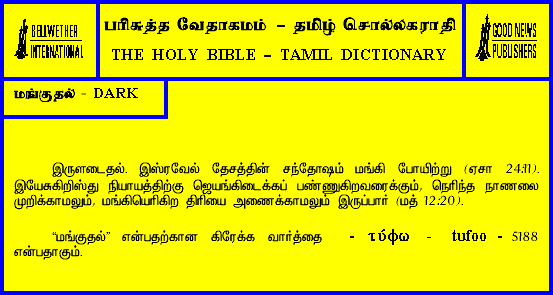 BELLWETHER
INTERNATIONAL
பரிசுத்த வேதாகமம் – தமிழ் சொல்லகராதி
THE HOLY BIBLE – TAMIL DICTIONARY
GOOD NEWS
PUBLISHERS
மங்குதல் - DARK
இருளடைதல். இஸ்ரவேல் தேசத்தின் சந்தோஷம் மங்கி போயிற்று (ஏசா 24:11).
இயேசுகிறிஸ்து நியாயத்திற்கு ஜெயங்கிடைக்கப் பண்ணுகிறவரைக்கும், நெரிந்த நாணலை
முறிக்காமலும், மங்கியெரிகிற திரியை அணைக்காமலும் இருப்பார் (மத் 12:20).
“மங்குதல்” என்பதற்கான கிரேக்க வார்த்தை - τύφω - tufoo - 5188
என்பதாகும்.